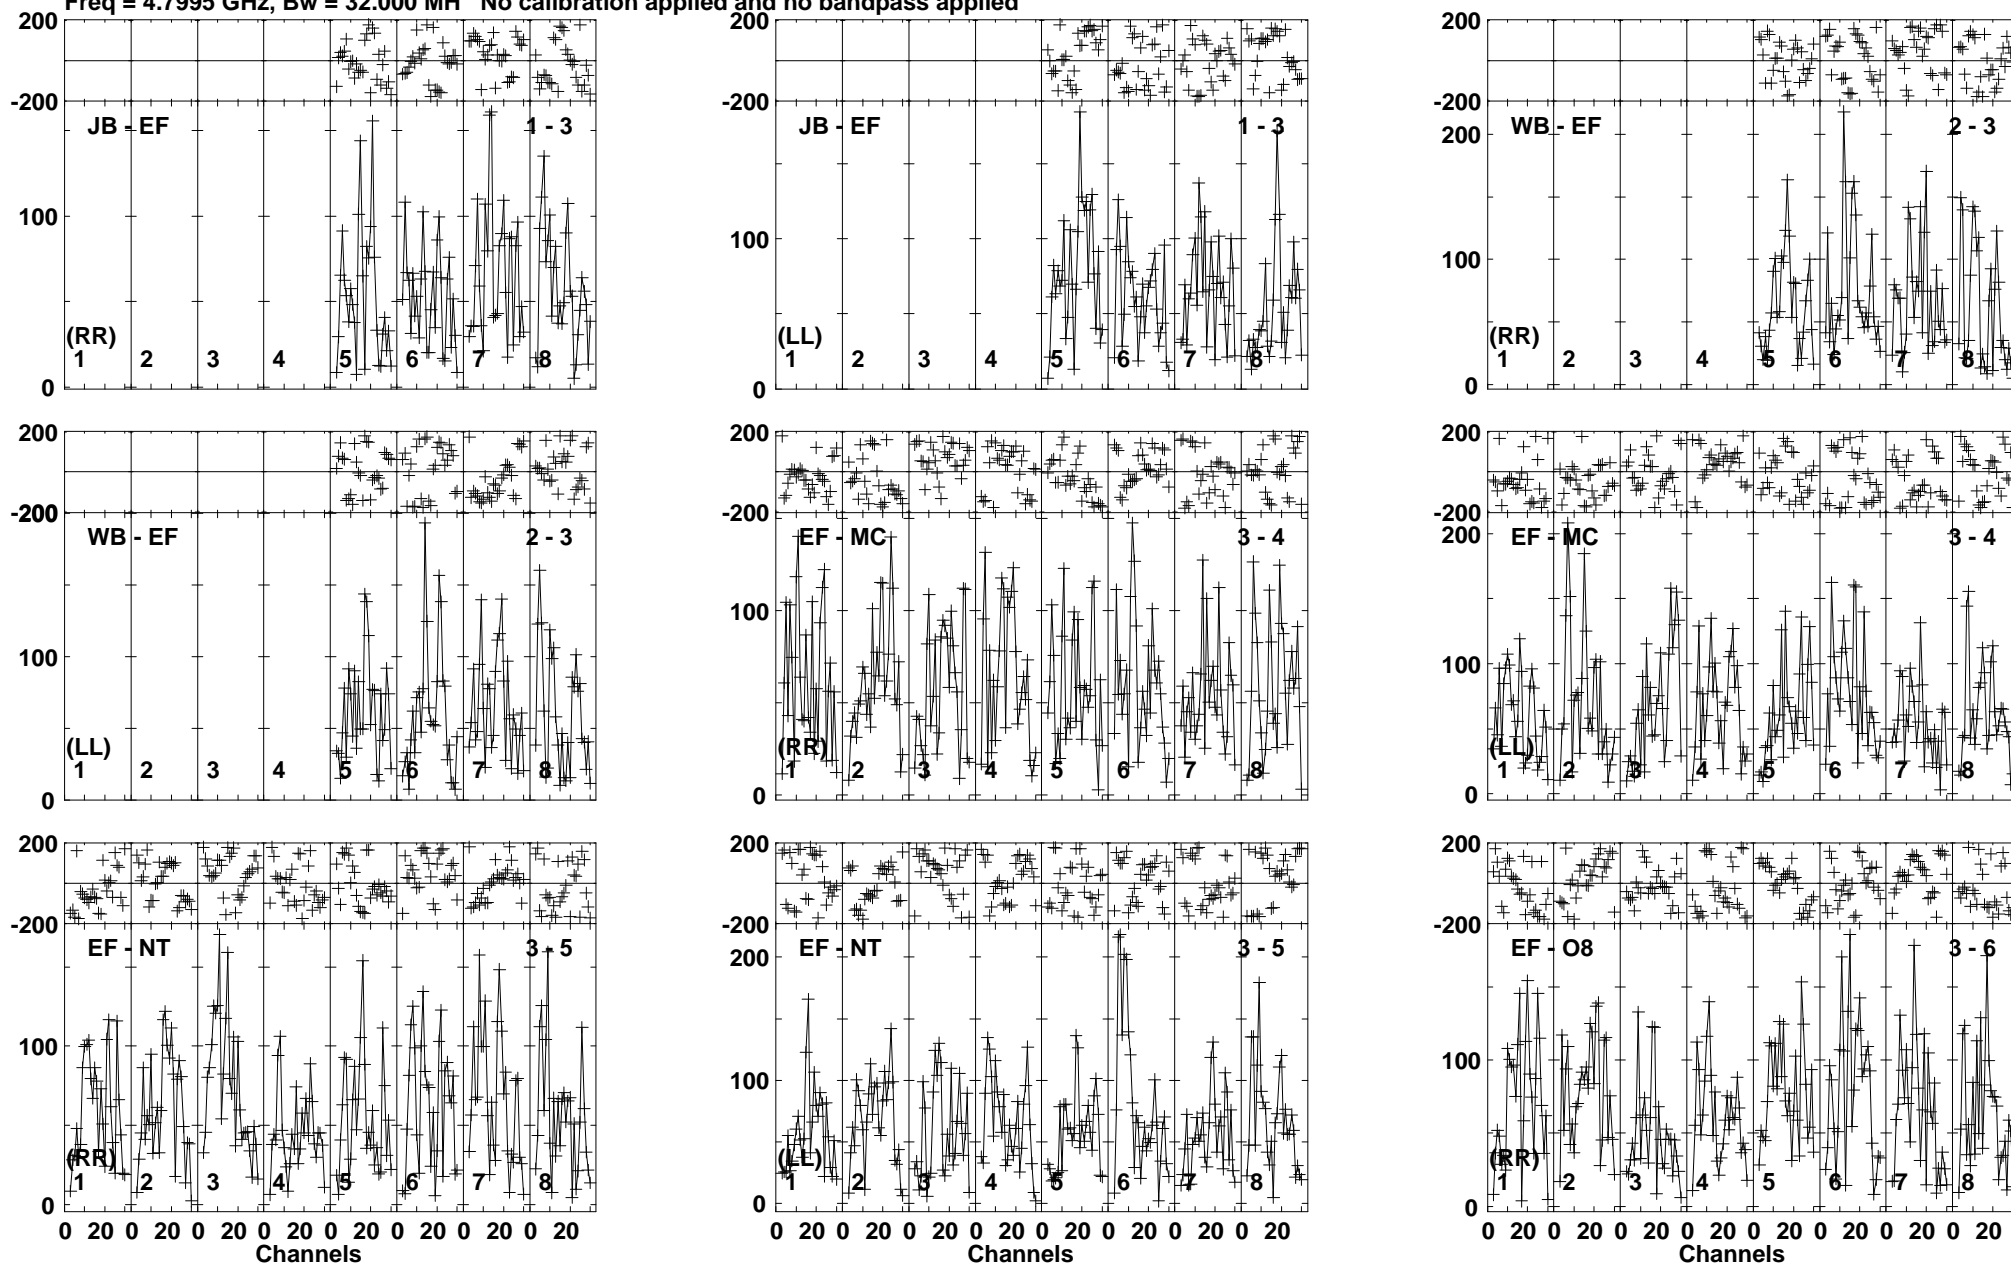 Freq = 4.7995 GHz, Bw = 32.000 MH No calibration applied and no bandpass applied
200 200 200
-200 -200 -200
JB - EF 1 - 3 JB - EF 1 - 3 WB - EF 2 - 3
200
100 100 100
(RR) (LL) (RR)
1 2 3 4 5 6 7 8 1 2 3 4 5 6 7 8 1 2 3 4 5 6 7 8
0 0 0
200 200 200
-200 -200 -200
WB - EF 2 - 3 EF - MC 3 - 4 EF - MC 3 - 4
200
100 100 100
(LL) (RR) (LL)
1 2 3 4 5 6 7 8 1 2 3 4 5 6 7 8 1 2 3 4 5 6 7 8
0 0 0
200 200 200
-200 -200 -200
EF - NT 3 - 5 EF - NT 3 - 5 EF - O8 3 - 6
200
100 100 100
(RR) (LL) (RR)
1 2 3 4 5 6 7 8 1 2 3 4 5 6 7 8 1 2 3 4 5 6 7 8
0 0 0
0 20 0 20 0 20 0 20 0 20 0 20 0 20 0 20 0 20 0 20 0 20 0 20 0 20 0 20 0 20 0 20 0 20 0 20 0 20 0 20 0 20 0 20 0 20 0 20
Channels Channels Channels